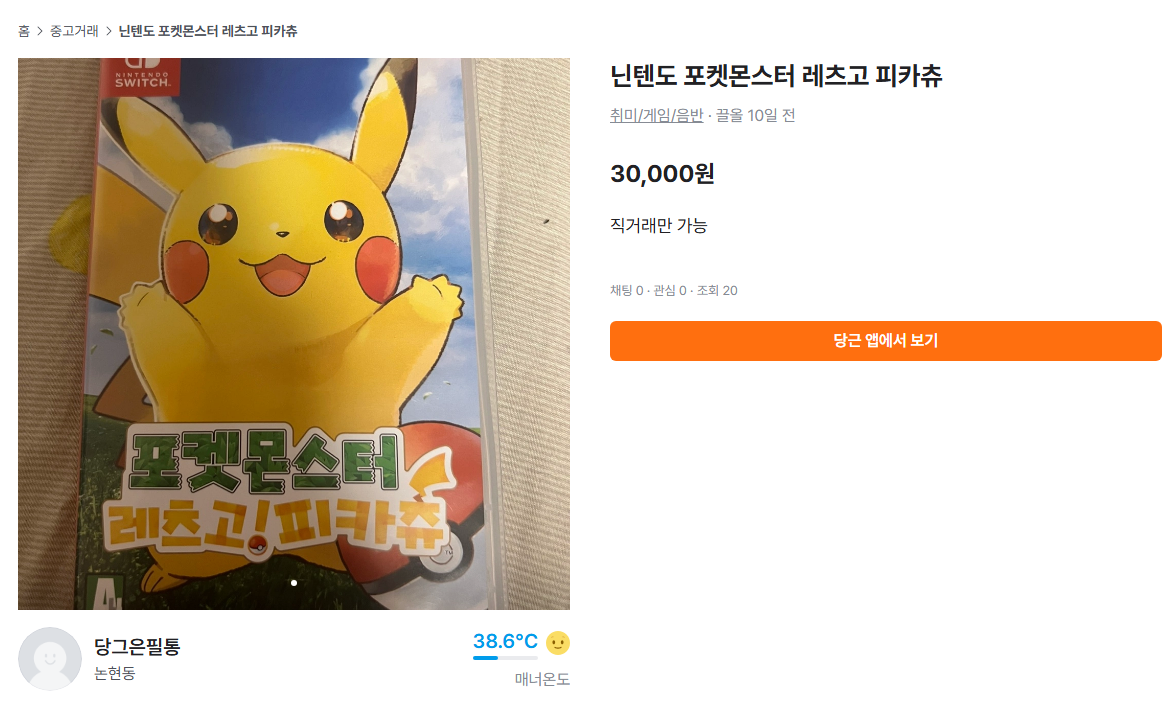 홈 > 중고거래 > 닌텐도 포켓몬스터 레츠고 피카츄
NINTENDO
SWITCH
포켓몬스터
레츠고! 피카츄
A
당그은필통
논현동
38.6°C
매너온도
닌텐도 포켓몬스터 레츠고 피카츄
취미/게임/음반 · 끌올 10일 전
30,000원
직거래만 가능
채팅 0 · 관심 0 · 조회 20
당근 앱에서 보기